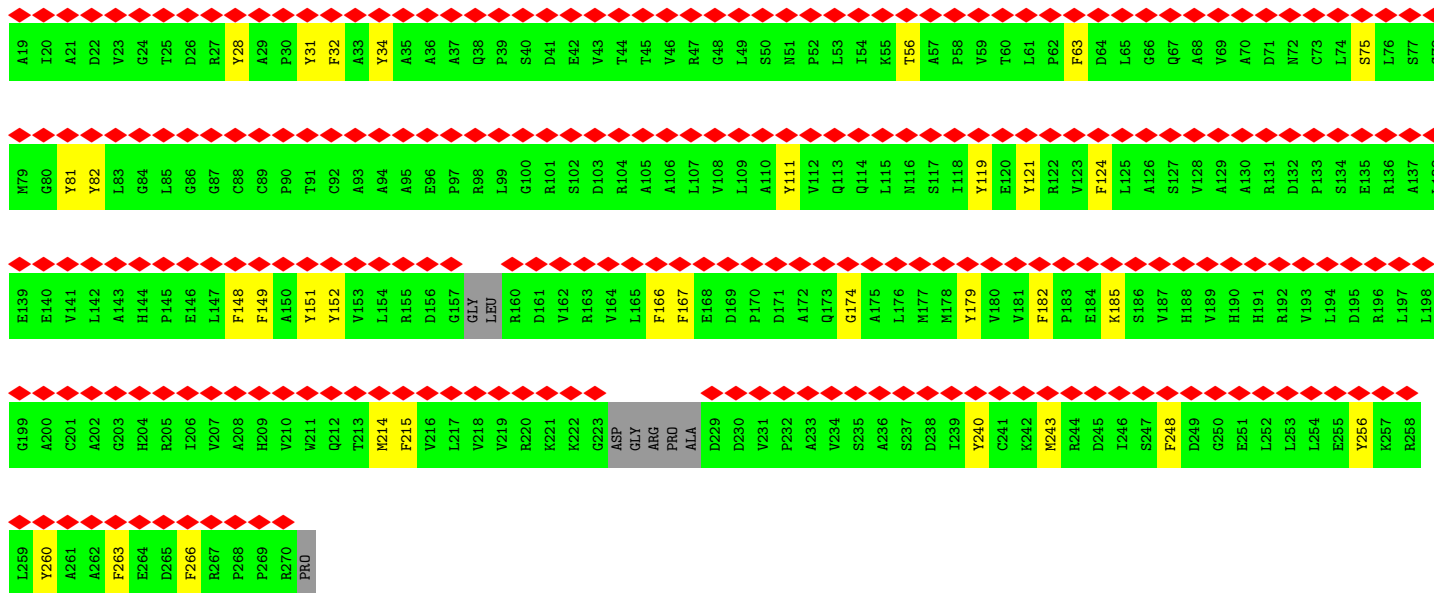 A19 I20 A21 D22 V23 G24 T25 D26 R27 Y28 A29 P30 Y31 F32 A33 Y34 A35 A36 A37 Q38 P39 S40 D41 E42 V43 T44 T45 V46 R47 G48 L49 S50 N51 P52 L53 I54 K55 T56 A57 P58 V59 T60 L61 P62 F63 D64 L65 G66 Q67 A68 V69 A70 D71 N72 C73 L74 S75 L76 S77
M79 G80 Y81 Y82 L83 G84 L85 G86 G87 C88 C89 P90 T91 C92 A93 A94 A95 E96 P97 R98 L99 G100 R101 S102 D103 R104 A105 A106 L107 V108 L109 A110 Y111 V112 Q113 Q114 L115 N116 S117 I118 Y119 E120 Y121 R122 V123 F124 L125 A126 S127 V128 A129 A130 R131 D132 P133 S134 E135 R136 A137
E139 E140 V141 L142 A143 H144 P145 E146 L147 F148 F149 A150 Y151 Y152 V153 L154 R155 D156 G157 GLY LEU R160 D161 V162 R163 V164 L165 F166 F167 E168 D169 P170 D171 A172 Q173 G174 A175 L176 M177 M178 Y179 V180 V181 F182 P183 E184 K185 S186 V187 H188 V189 H190 H191 R192 V193 L194 D195 R196 L197 L198
G199 A200 C201 A202 G203 H204 R205 I206 V207 A208 H209 V210 W211 Q212 T213 M214 F215 V216 L217 V218 V219 R220 K221 K222 G223 ASP GLY ARG PRO ALA D229 D230 V231 P232 A233 V234 S235 A236 S237 D238 I239 Y240 C241 K242 M243 R244 D245 I246 S247 F248 D249 G250 E251 L252 L253 L254 E255 Y256 K257 R258
L259 Y260 A261 A262 F263 E264 D265 F266 R267 P268 P269 R270 PRO